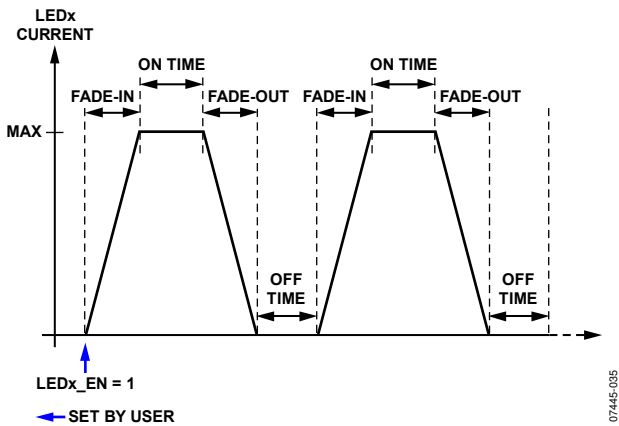 LEDx
CURRENT
ON TIME
ON TIME
FADE-IN
FADE-OUT
FADE-IN
FADE-OUT
MAX
OFF
TIME
OFF
TIME
LEDx_EN = 1
SET BY USER
07445-035